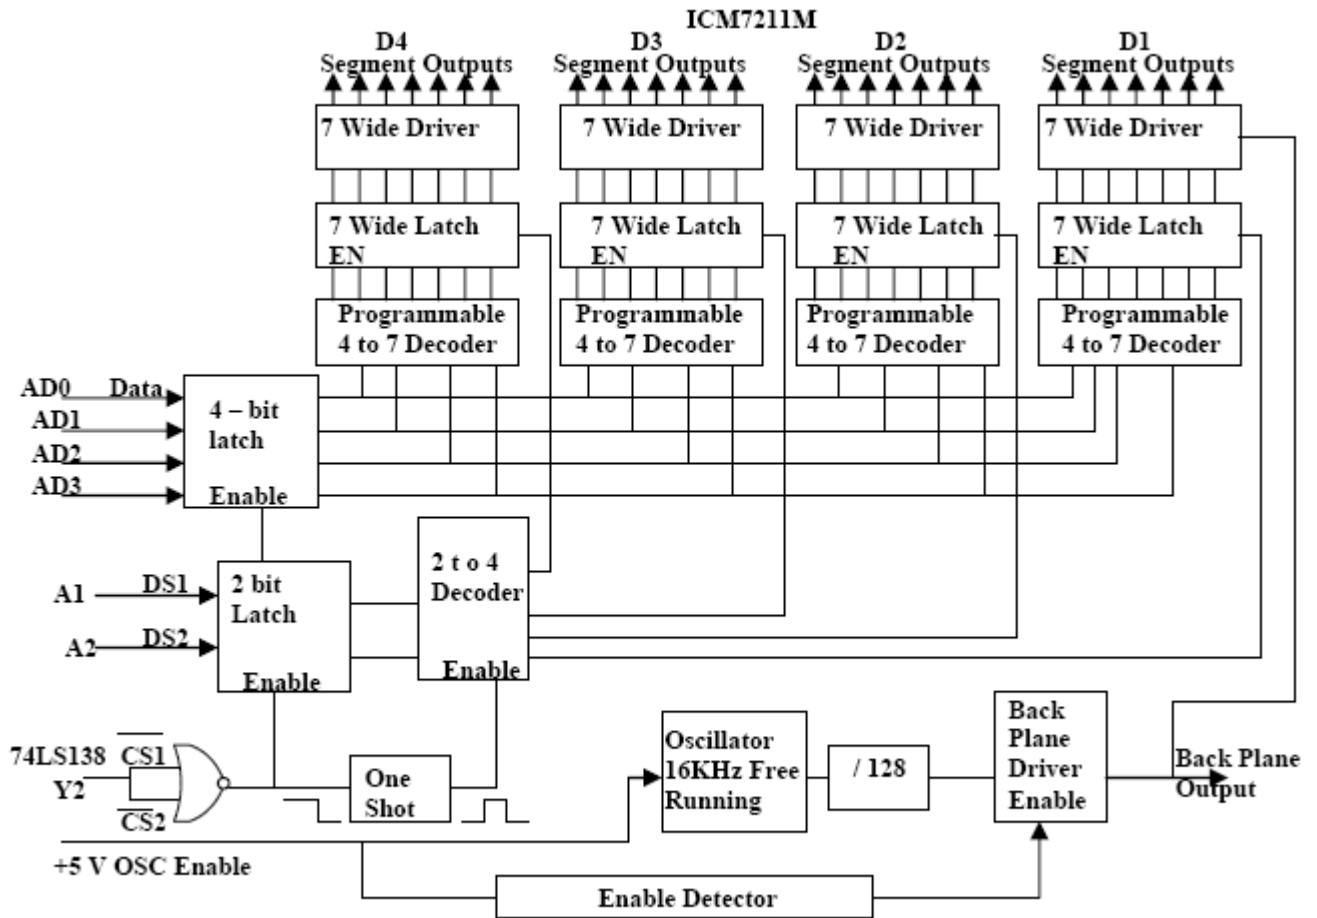 ICM7211M
D4
Segment Outputs
D3
Segment Outputs
D2
Segment Outputs
D1
Segment Outputs
7 Wide Driver
7 Wide Driver
7 Wide Driver
7 Wide Driver
7 Wide Latch
EN
7 Wide Latch
EN
7 Wide Latch
EN
7 Wide Latch
EN
Programmable
4 to 7 Decoder
Programmable
4 to 7 Decoder
Programmable
4 to 7 Decoder
Programmable
4 to 7 Decoder
AD0 Data
AD1
AD2
AD3
4 – bit
latch
Enable
A1 DS1
A2 DS2
2 bit
Latch
Enable
2 t o 4
Decoder
Enable
74LS138
Y2
CS1
CS2
One
Shot
Oscillator
16KHz Free
Running
/ 128
Back
Plane
Driver
Enable
Back Plane
Output
+5 V OSC Enable
Enable Detector